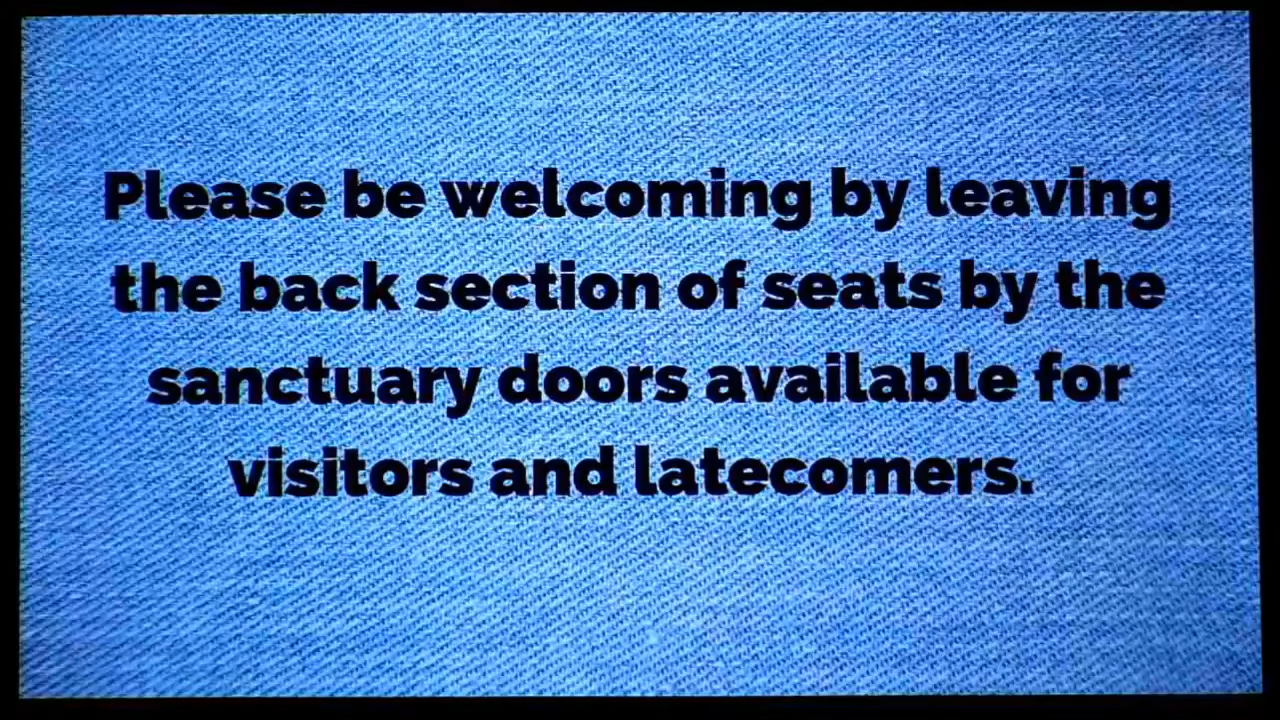 Please be welcoming by leaving
the back section of seats by the
sanctuary doors available for
visitors and latecomers.